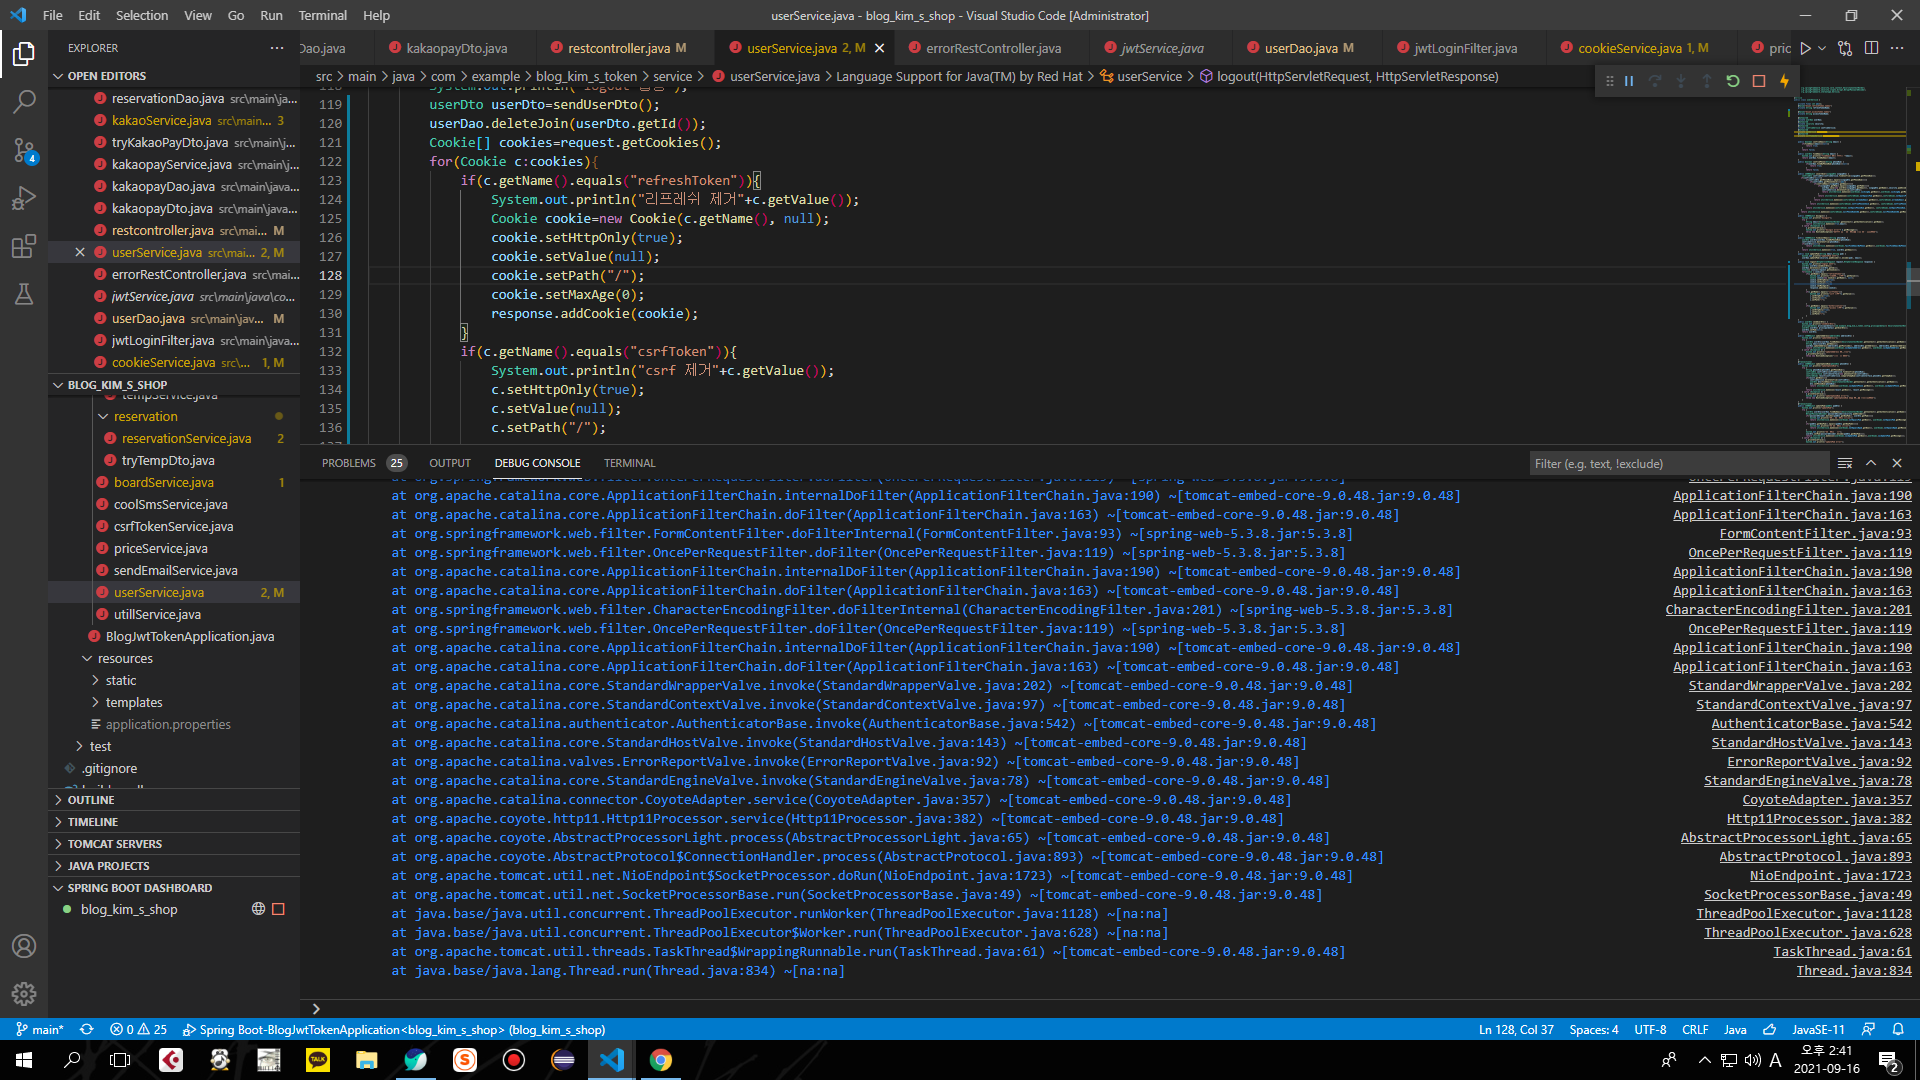 File Edit Selection View Go Run Terminal Help
userService.java - blog_kim_s_shop - Visual Studio Code [Administrator]
EXPLORER
Dao.java kakaopayDto.java restcontroller.java M userService.java 2, M errorRestController.java jwtService.java userDao.java M jwtLoginFilter.java cookieService.java 1, M pric
src > main > java > com > example > blog_kim_s_token > service > userService.java > Language Support for Java(TM) by Red Hat > userService > logout(HttpServletRequest, HttpServletResponse)
OPEN EDITORS
reservationDao.java src\main\ja...
kakaoService.java src\main... 3
tryKakaoPayDto.java src\main\j...
kakaopayService.java src\main\j...
kakaopayDao.java src\main\java...
kakaopayDto.java src\main\java...
restcontroller.java src\mai... M
userService.java src\mai... 2, M
errorRestController.java src\mai...
jwtService.java src\main\java\co...
userDao.java src\main\jav... M
jwtLoginFilter.java src\main\java...
cookieService.java src\... 1, M
BLOG_KIM_S_SHOP
tempService.java
reservation
reservationService.java 2
tryTempDto.java
boardService.java 1
coolSmsService.java
csrfTokenService.java
priceService.java
sendEmailService.java
userService.java 2, M
utillService.java
BlogJwtTokenApplication.java
resources
static
templates
application.properties
test
.gitignore
OUTLINE
TIMELINE
TOMCAT SERVERS
JAVA PROJECTS
SPRING BOOT DASHBOARD
blog_kim_s_shop
4
119 userDto userDto=sendUserDto();
120 userDao.deleteJoin(userDto.getId());
121 Cookie[] cookies=request.getCookies();
122 for(Cookie c:cookies){
123 if(c.getName().equals("refreshToken")){
124 System.out.println("리프레쉬 제거"+c.getValue());
125 Cookie cookie=new Cookie(c.getName(), null);
126 cookie.setHttpOnly(true);
127 cookie.setValue(null);
128 cookie.setPath("/");
129 cookie.setMaxAge(0);
130 response.addCookie(cookie);
131 }
132 if(c.getName().equals("csrfToken")){
133 System.out.println("csrf 제거"+c.getValue());
134 c.setHttpOnly(true);
135 c.setValue(null);
136 c.setPath("/");
PROBLEMS 25 OUTPUT DEBUG CONSOLE TERMINAL
Filter (e.g. text, !exclude)
at org.apache.catalina.core.ApplicationFilterChain.internalDoFilter(ApplicationFilterChain.java:190) ~[tomcat-embed-core-9.0.48.jar:9.0.48] ApplicationFilterChain.java:190
at org.apache.catalina.core.ApplicationFilterChain.doFilter(ApplicationFilterChain.java:163) ~[tomcat-embed-core-9.0.48.jar:9.0.48] ApplicationFilterChain.java:163
at org.springframework.web.filter.FormContentFilter.doFilterInternal(FormContentFilter.java:93) ~[spring-web-5.3.8.jar:5.3.8] FormContentFilter.java:93
at org.springframework.web.filter.OncePerRequestFilter.doFilter(OncePerRequestFilter.java:119) ~[spring-web-5.3.8.jar:5.3.8] OncePerRequestFilter.java:119
at org.apache.catalina.core.ApplicationFilterChain.internalDoFilter(ApplicationFilterChain.java:190) ~[tomcat-embed-core-9.0.48.jar:9.0.48] ApplicationFilterChain.java:190
at org.apache.catalina.core.ApplicationFilterChain.doFilter(ApplicationFilterChain.java:163) ~[tomcat-embed-core-9.0.48.jar:9.0.48] ApplicationFilterChain.java:163
at org.springframework.web.filter.CharacterEncodingFilter.doFilterInternal(CharacterEncodingFilter.java:201) ~[spring-web-5.3.8.jar:5.3.8] CharacterEncodingFilter.java:201
at org.springframework.web.filter.OncePerRequestFilter.doFilter(OncePerRequestFilter.java:119) ~[spring-web-5.3.8.jar:5.3.8] OncePerRequestFilter.java:119
at org.apache.catalina.core.ApplicationFilterChain.internalDoFilter(ApplicationFilterChain.java:190) ~[tomcat-embed-core-9.0.48.jar:9.0.48] ApplicationFilterChain.java:190
at org.apache.catalina.core.ApplicationFilterChain.doFilter(ApplicationFilterChain.java:163) ~[tomcat-embed-core-9.0.48.jar:9.0.48] ApplicationFilterChain.java:163
at org.apache.catalina.core.StandardWrapperValve.invoke(StandardWrapperValve.java:202) ~[tomcat-embed-core-9.0.48.jar:9.0.48] StandardWrapperValve.java:202
at org.apache.catalina.core.StandardContextValve.invoke(StandardContextValve.java:97) ~[tomcat-embed-core-9.0.48.jar:9.0.48] StandardContextValve.java:97
at org.apache.catalina.authenticator.AuthenticatorBase.invoke(AuthenticatorBase.java:542) ~[tomcat-embed-core-9.0.48.jar:9.0.48] AuthenticatorBase.java:542
at org.apache.catalina.core.StandardHostValve.invoke(StandardHostValve.java:143) ~[tomcat-embed-core-9.0.48.jar:9.0.48] StandardHostValve.java:143
at org.apache.catalina.valves.ErrorReportValve.invoke(ErrorReportValve.java:92) ~[tomcat-embed-core-9.0.48.jar:9.0.48] ErrorReportValve.java:92
at org.apache.catalina.core.StandardEngineValve.invoke(StandardEngineValve.java:78) ~[tomcat-embed-core-9.0.48.jar:9.0.48] StandardEngineValve.java:78
at org.apache.catalina.connector.CoyoteAdapter.service(CoyoteAdapter.java:357) ~[tomcat-embed-core-9.0.48.jar:9.0.48] CoyoteAdapter.java:357
at org.apache.coyote.http11.Http11Processor.service(Http11Processor.java:382) ~[tomcat-embed-core-9.0.48.jar:9.0.48] Http11Processor.java:382
at org.apache.coyote.AbstractProcessorLight.process(AbstractProcessorLight.java:65) ~[tomcat-embed-core-9.0.48.jar:9.0.48] AbstractProcessorLight.java:65
at org.apache.coyote.AbstractProtocol$ConnectionHandler.process(AbstractProtocol.java:893) ~[tomcat-embed-core-9.0.48.jar:9.0.48] AbstractProtocol.java:893
at org.apache.tomcat.util.net.NioEndpoint$SocketProcessor.doRun(NioEndpoint.java:1723) ~[tomcat-embed-core-9.0.48.jar:9.0.48] NioEndpoint.java:1723
at org.apache.tomcat.util.net.SocketProcessorBase.run(SocketProcessorBase.java:49) ~[tomcat-embed-core-9.0.48.jar:9.0.48] SocketProcessorBase.java:49
at java.base/java.util.concurrent.ThreadPoolExecutor.runWorker(ThreadPoolExecutor.java:1128) ~[na:na] ThreadPoolExecutor.java:1128
at java.base/java.util.concurrent.ThreadPoolExecutor$Worker.run(ThreadPoolExecutor.java:628) ~[na:na] ThreadPoolExecutor.java:628
at org.apache.tomcat.util.threads.TaskThread$WrappingRunnable.run(TaskThread.java:61) ~[tomcat-embed-core-9.0.48.jar:9.0.48] TaskThread.java:61
at java.base/java.lang.Thread.run(Thread.java:834) ~[na:na] Thread.java:834
main* 0 25 Spring Boot-BlogJwtTokenApplication<blog_kim_s_shop> (blog_kim_s_shop) Ln 128, Col 37 Spaces: 4 UTF-8 CRLF Java JavaSE-11
TALK
A 오후 2:41
2021-09-16
2